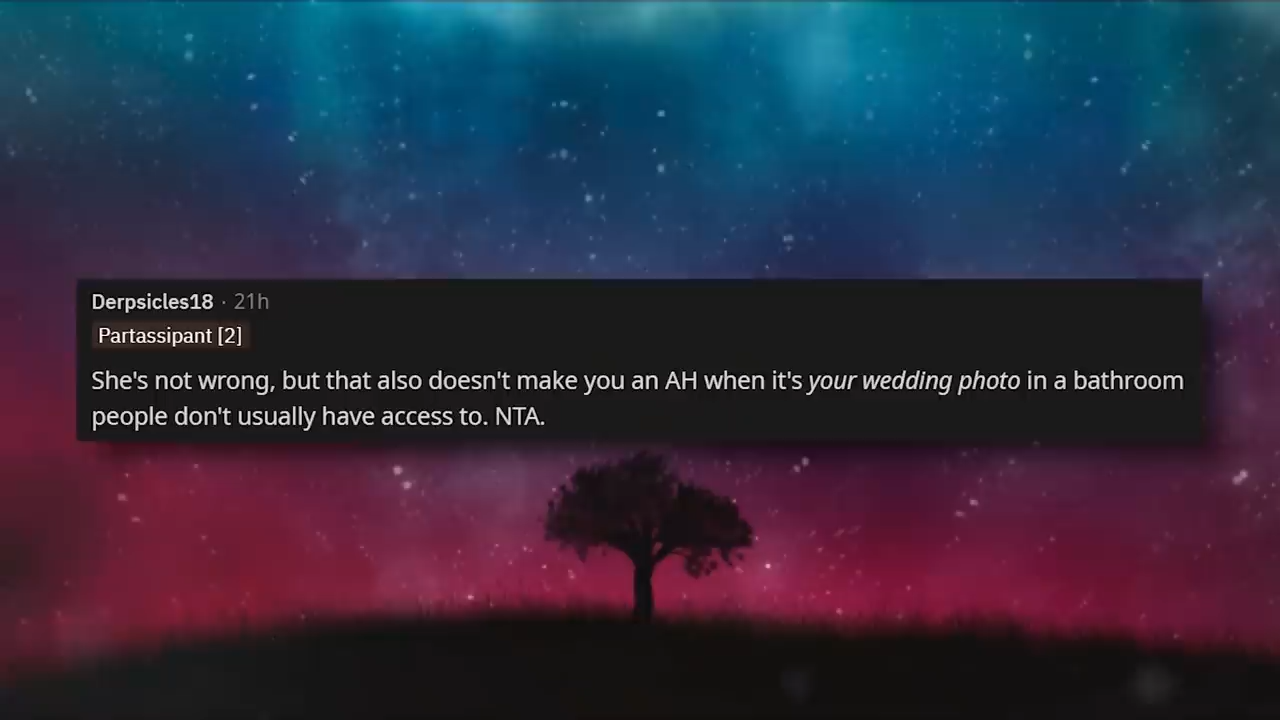 Derpsicles18 · 21h
Partassipant [2]
She's not wrong, but that also doesn't make you an AH when it's your wedding photo in a bathroom
people don't usually have access to. NTA.